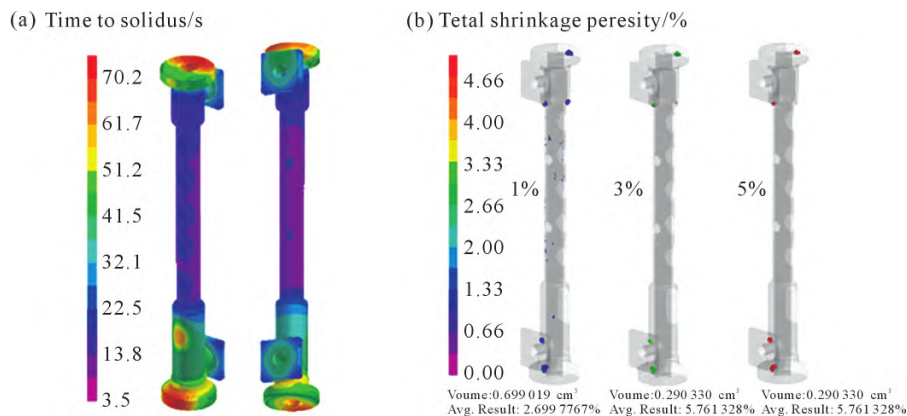 (a) Time to solidus/s
70.2
61.7
51.2
41.5
32.1
22.5
13.8
3.5
(b) Tetal shrinkage peresity/%
4.66
4.00
3.33
2.66
2.00
1.33
0.66
0.00
1%
3%
5%
Voume:0.699 019 cm³
Avg. Result: 2.699 7767%
Voume:0.290 330 cm³
Avg. Result: 5.761 328%
Voume:0.290 330 cm³
Avg. Result: 5.761 328%